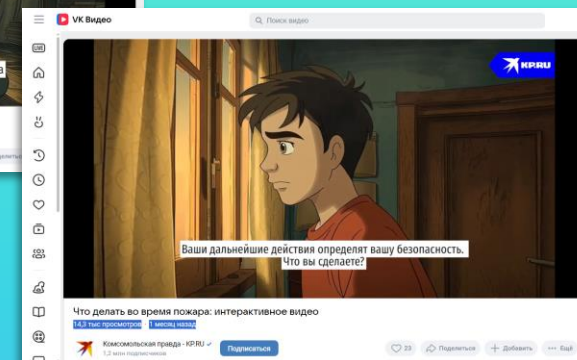 VK Видео
Поиск видео
LIVE
KP.RU
Ваши дальнейшие действия определят вашу безопасность.
Что вы сделаете?
Что делать во время пожара: интерактивное видео
14,3 тыс просмотров 1 месяц назад
Комсомольская правда - KP.RU
1,2 млн подписчиков
Подписаться
23
Поделиться
Добавить
Ещё